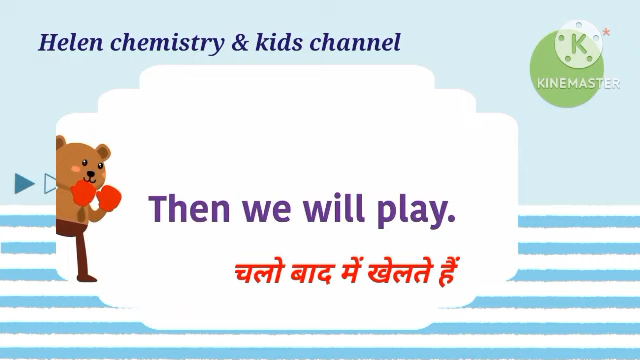 Helen chemistry & kids channel
K
KINEMASTER
Then we will play.
चलो बाद में खेलते हैं